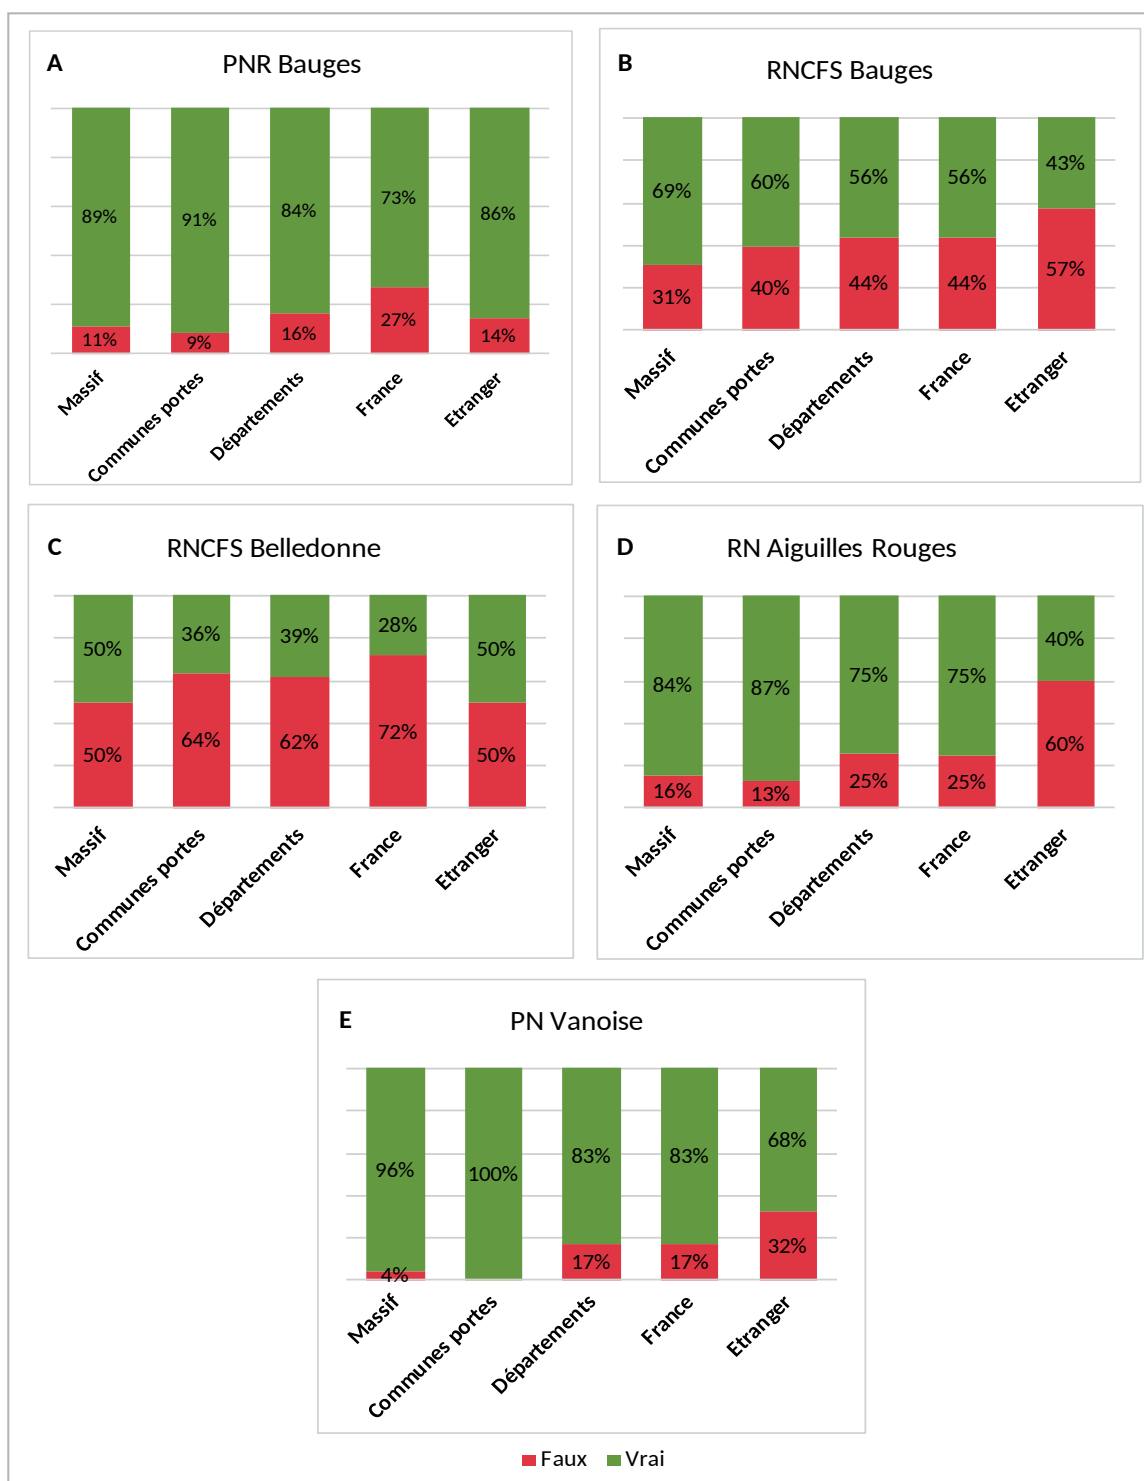 A
PNR Bauges
89% 91% 84% 73% 86%
11% 9% 16% 27% 14%
Massif
Communes portes
Départements
France
Etranger
B
RNCFS Bauges
69% 60% 56% 56% 43%
31% 40% 44% 44% 57%
Massif
Communes portes
Départements
France
Etranger
C
RNCFS Belledonne
50% 36% 39% 28% 50%
50% 64% 62% 72% 50%
Massif
Communes portes
Départements
France
Etranger
D
RN Aiguilles Rouges
84% 87% 75% 75% 40%
16% 13% 25% 25% 60%
Massif
Communes portes
Départements
France
Etranger
E
PN Vanoise
96% 100% 83% 83% 68%
4% 17% 17% 32%
Massif
Communes portes
Départements
France
Etranger
Faux Vrai